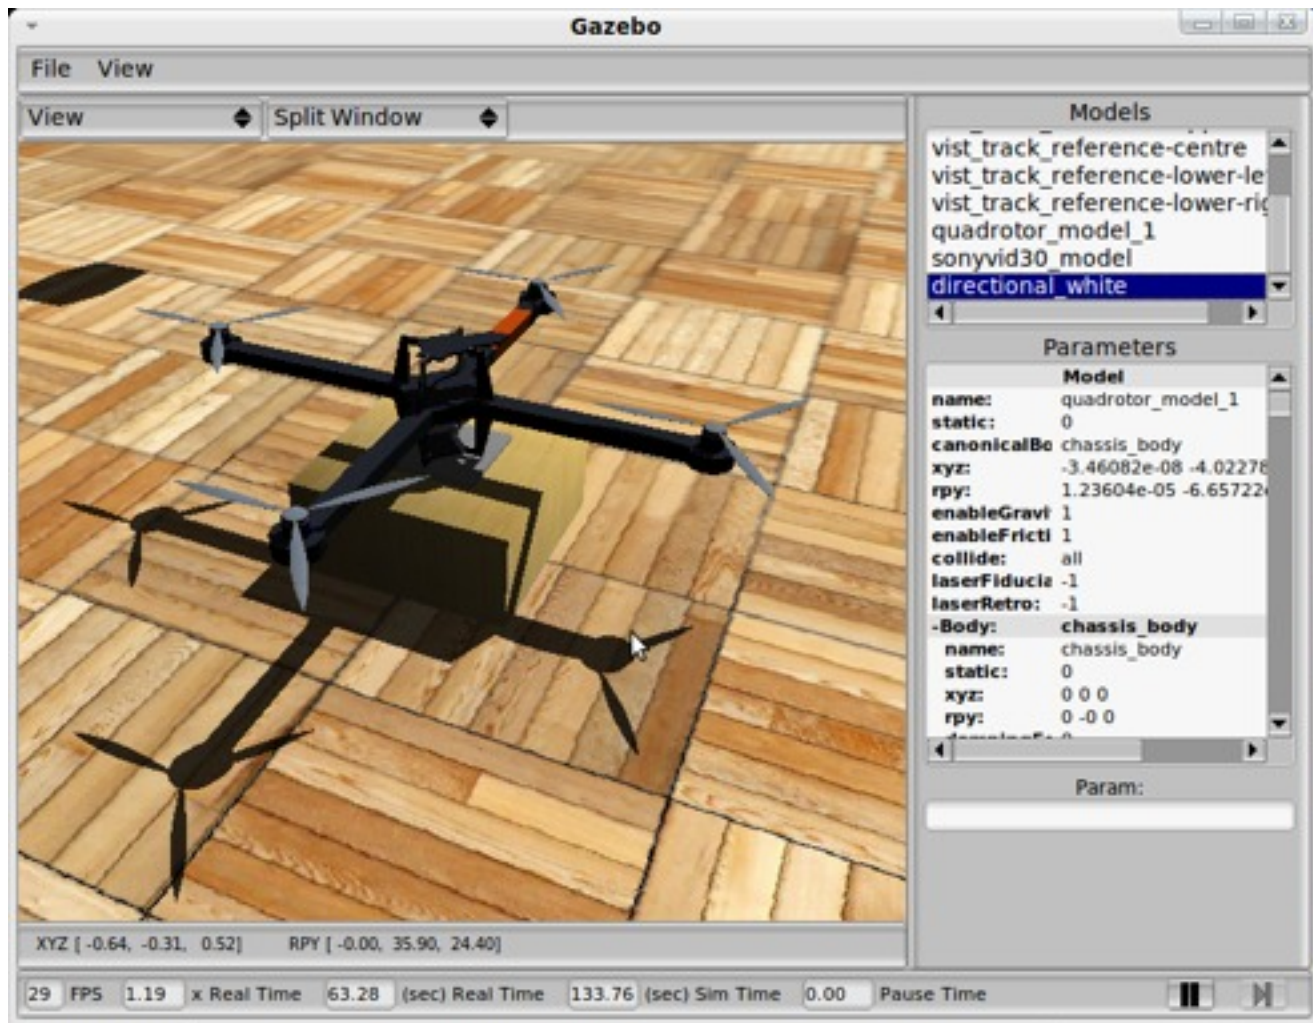 Gazebo
File View
View Split Window
Models
vist_track_reference-centre
vist_track_reference-lower-le
vist_track_reference-lower-rig
quadrotor_model_1
sonyvid30_model
directional_white
Parameters
Model
name: quadrotor_model_1
static: 0
canonicalBo chassis_body
xyz: -3.46082e-08 -4.02278
rpy: 1.23604e-05 -6.65722
enableGravi 1
enableFricti 1
collide: all
laserFiducia -1
laserRetro: -1
-Body: chassis_body
name: chassis_body
static: 0
xyz: 0 0 0
rpy: 0 -0 0
Param:
XYZ [ -0.64, -0.31, 0.52] RPY [ -0.00, 35.90, 24.40]
29 FPS 1.19 x Real Time 63.28 (sec) Real Time 133.76 (sec) Sim Time 0.00 Pause Time